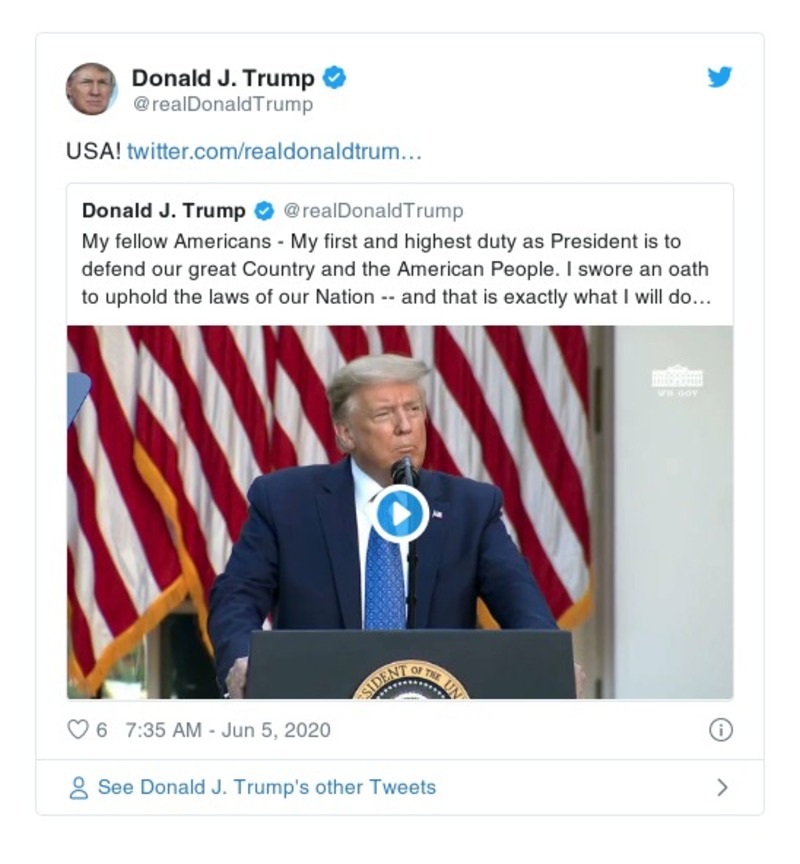 Donald J. Trump
@realDonaldTrump
USA! twitter.com/realdonaldtrum…
Donald J. Trump @realDonaldTrump
My fellow Americans - My first and highest duty as President is to
defend our great Country and the American People. I swore an oath
to uphold the laws of our Nation -- and that is exactly what I will do…
WH.GOV
SIDENT OF THE UN
6 7:35 AM - Jun 5, 2020
See Donald J. Trump's other Tweets